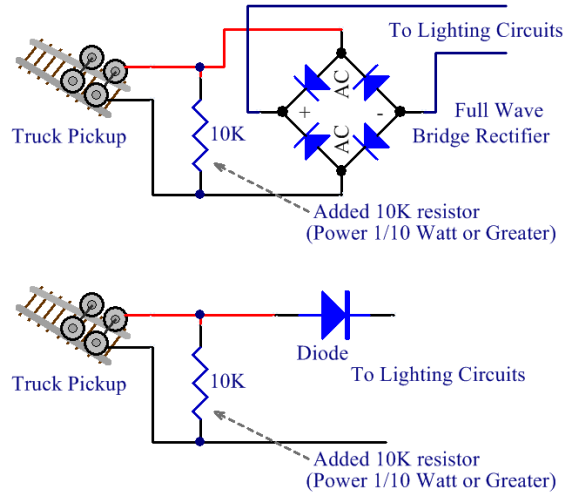 To Lighting Circuits
AC
Truck Pickup
10K
+
-
AC
Full Wave
Bridge Rectifier
Added 10K resistor
(Power 1/10 Watt or Greater)
Diode
Truck Pickup
10K
To Lighting Circuits
Added 10K resistor
(Power 1/10 Watt or Greater)